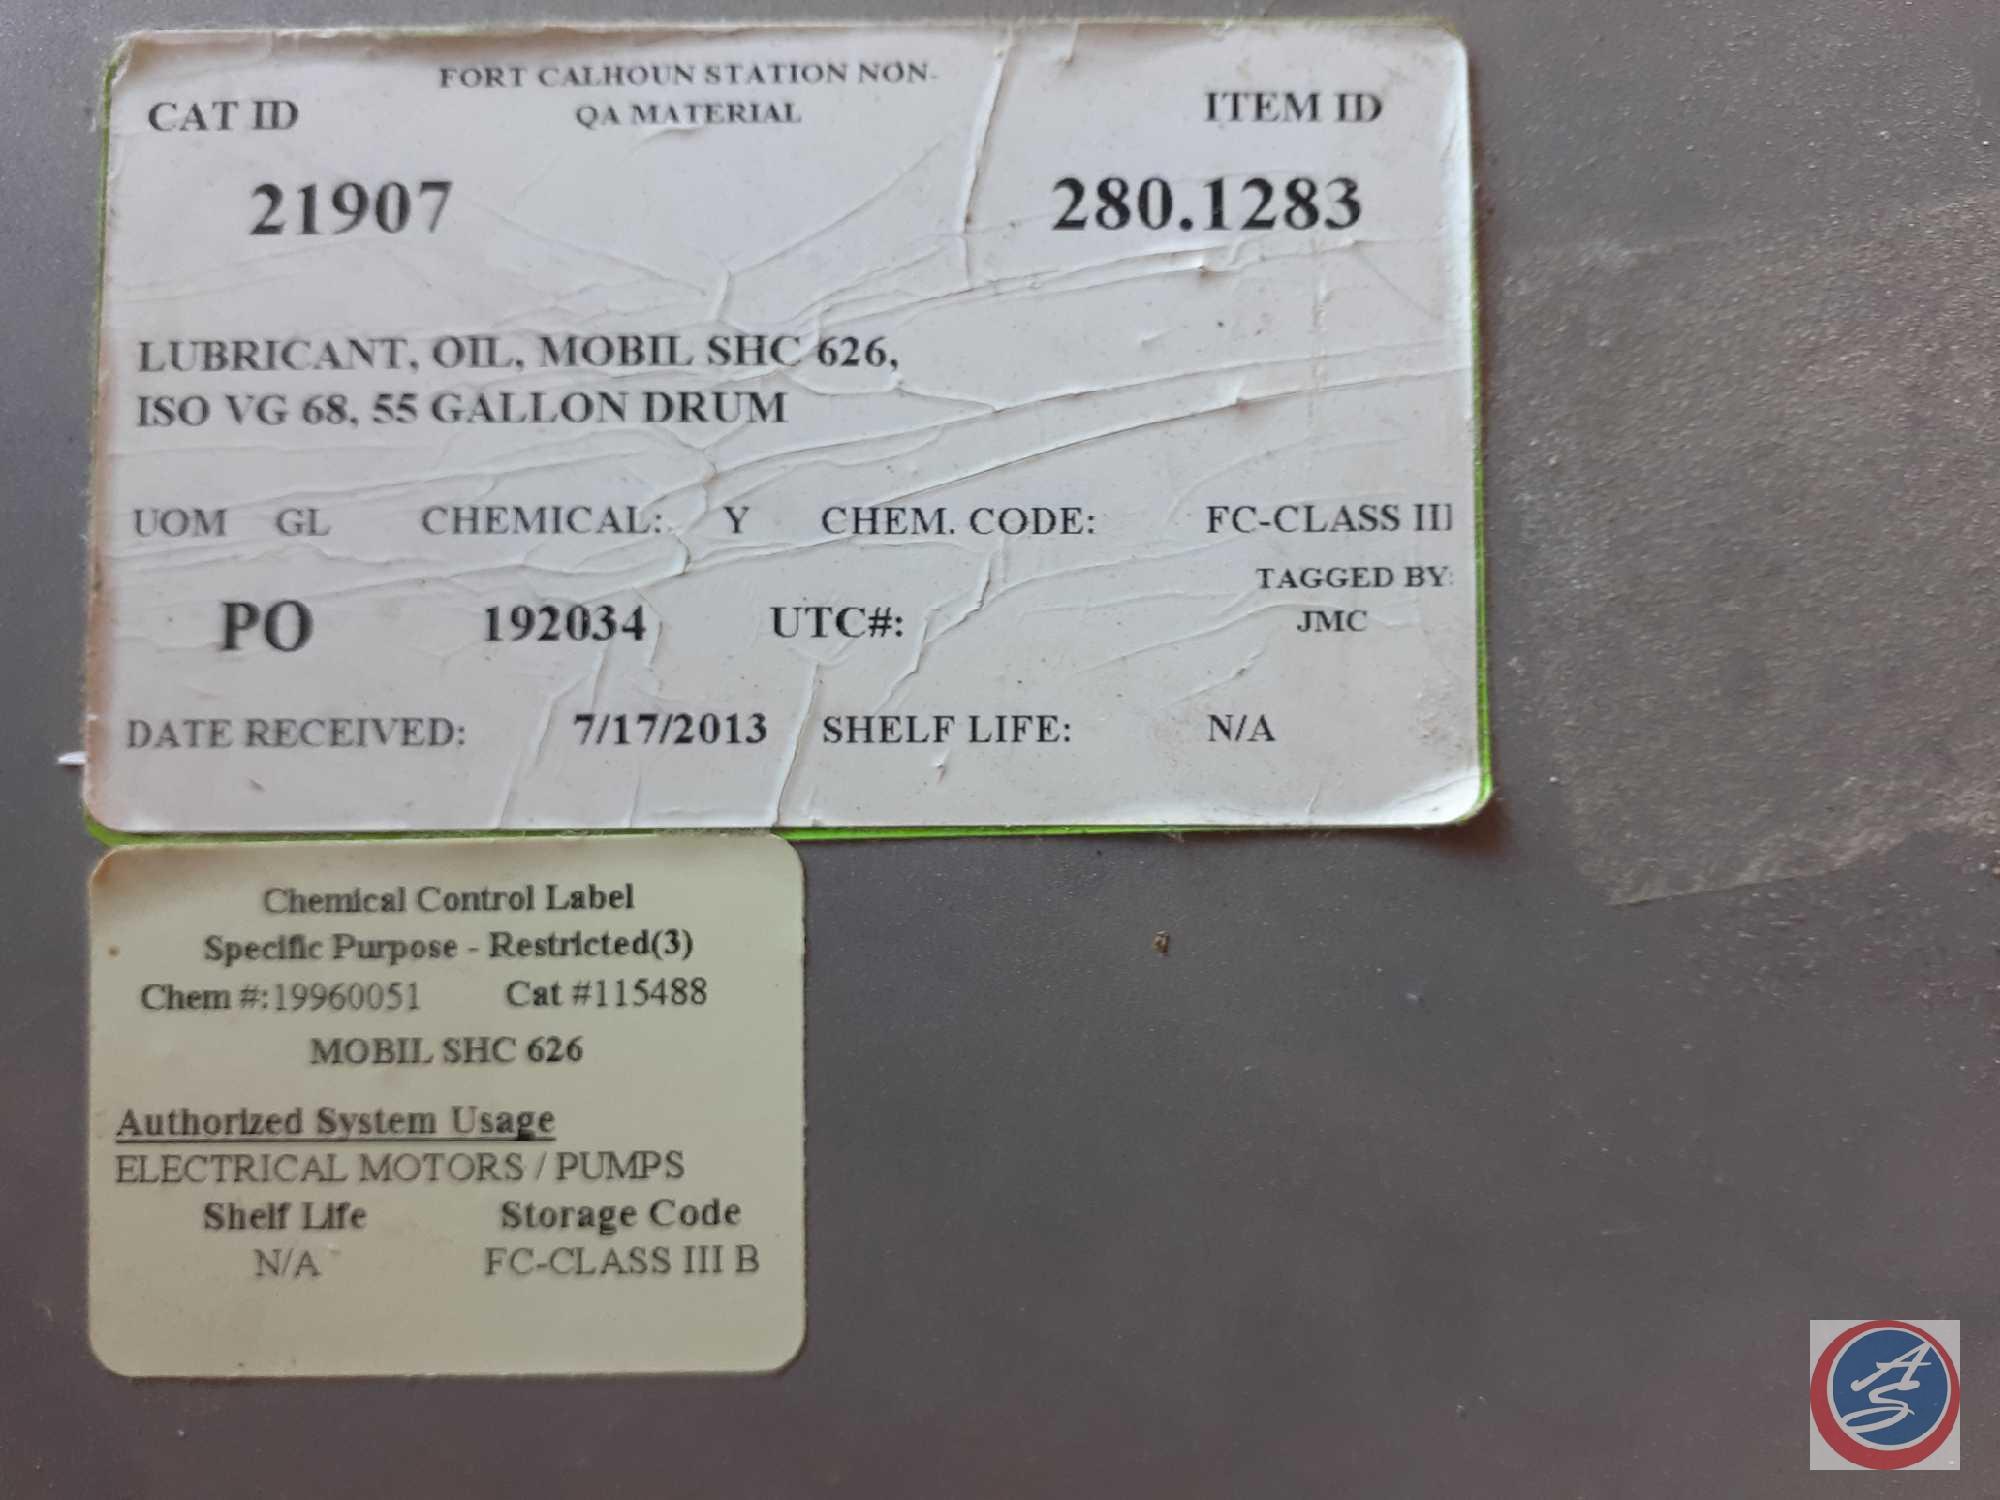 FORT CALHOUN STATION NON-
QA MATERIAL
CAT ID
ITEM ID
21907
280.1283
LUBRICANT, OIL, MOBIL SHC 626,
ISO VG 68, 55 GALLON DRUM
UOM GL CHEMICAL: Y CHEM. CODE: FC-CLASS III
TAGGED BY:
PO 192034 UTC#: JMC
DATE RECEIVED: 7/17/2013 SHELF LIFE: N/A
Chemical Control Label
Specific Purpose - Restricted(3)
Chem #:19960051 Cat #115488
MOBIL SHC 626
Authorized System Usage
ELECTRICAL MOTORS / PUMPS
Shelf Life Storage Code
N/A FC-CLASS III B
AS